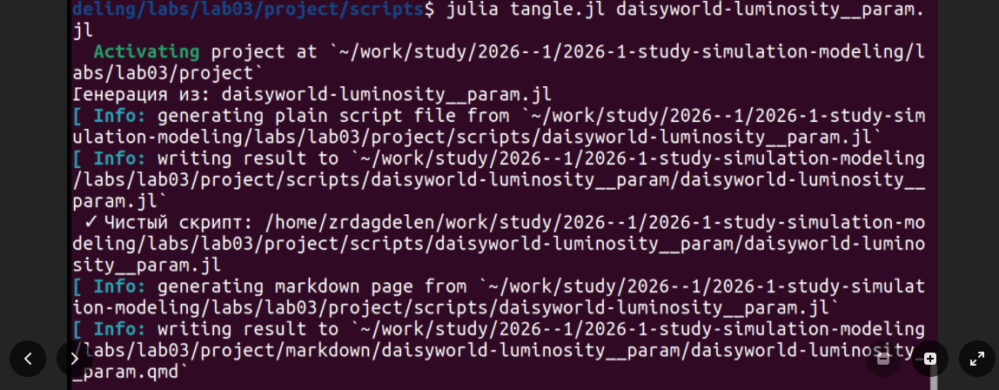 deling/labs/lab03/project/scripts$ julia tangle.jl daisyworld-luminosity__param.
jl
Activating project at `~/work/study/2026--1/2026-1-study-simulation-modeling/l
abs/lab03/project`
Генерация из: daisyworld-luminosity__param.jl
[ Info: generating plain script file from `~/work/study/2026--1/2026-1-study-sim
ulation-modeling/labs/lab03/project/scripts/daisyworld-luminosity__param.jl`
[ Info: writing result to `~/work/study/2026--1/2026-1-study-simulation-modeling
/labs/lab03/project/scripts/daisyworld-luminosity__param/daisyworld-luminosity__
param.jl`
✓ Чистый скрипт: /home/zrdagdelen/work/study/2026--1/2026-1-study-simulation-mo
deling/labs/lab03/project/scripts/daisyworld-luminosity__param/daisyworld-lumino
sity__param.jl
[ Info: generating markdown page from `~/work/study/2026--1/2026-1-study-simulat
ion-modeling/labs/lab03/project/scripts/daisyworld-luminosity__param.jl`
[ Info: writing result to `~/work/study/2026--1/2026-1-study-simulation-modeling
/labs/lab03/project/markdown/daisyworld-luminosity__param/daisyworld-luminosity_
_param.qmd`